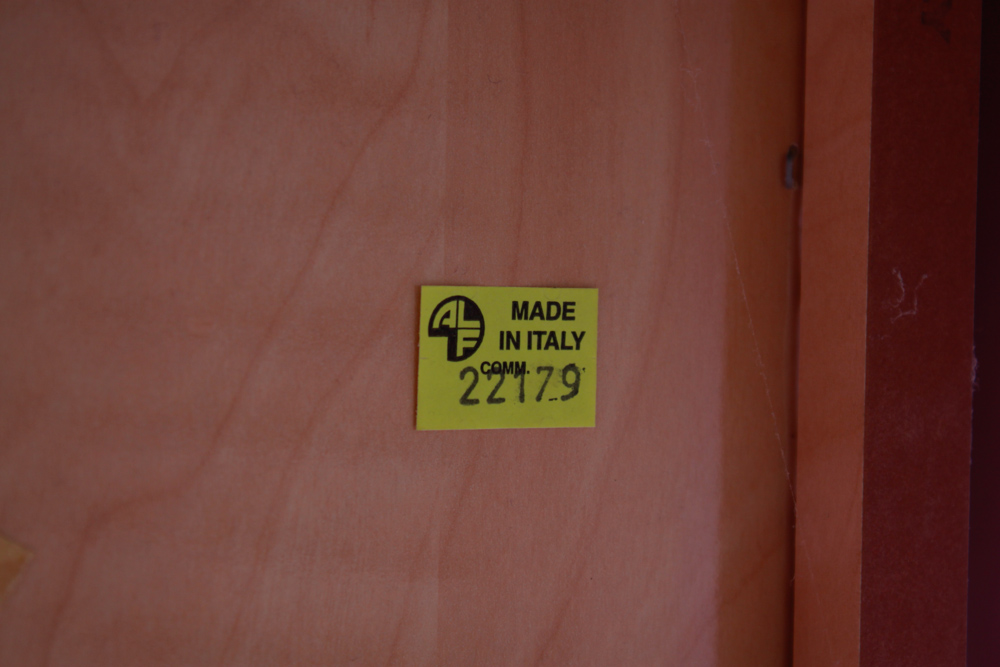 ALF
MADE
IN ITALY
COMM.
22179